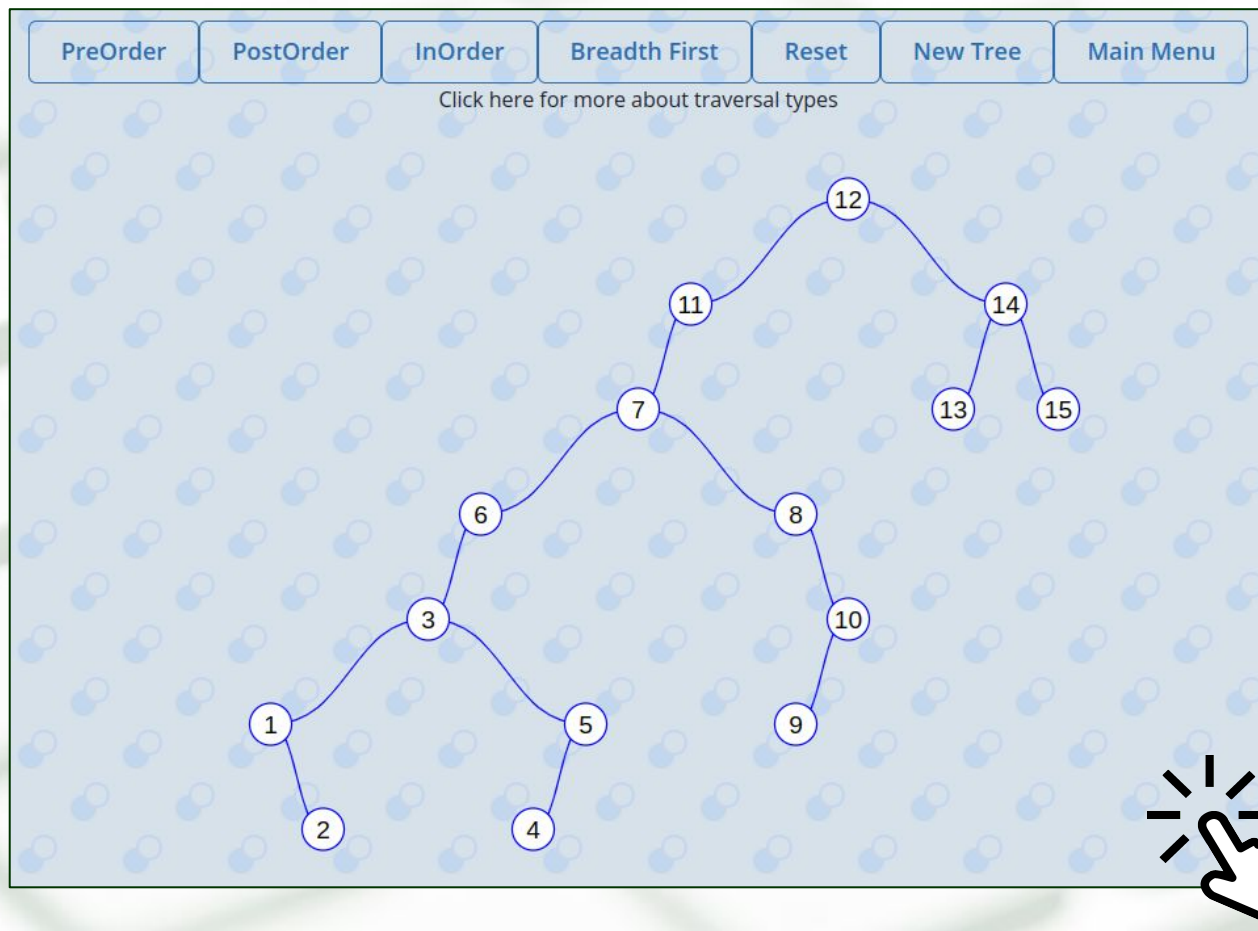 PreOrder PostOrder InOrder Breadth First Reset New Tree Main Menu
Click here for more about traversal types
12
11 14
7 13 15
6 8
3 10
1 5 9
2 4